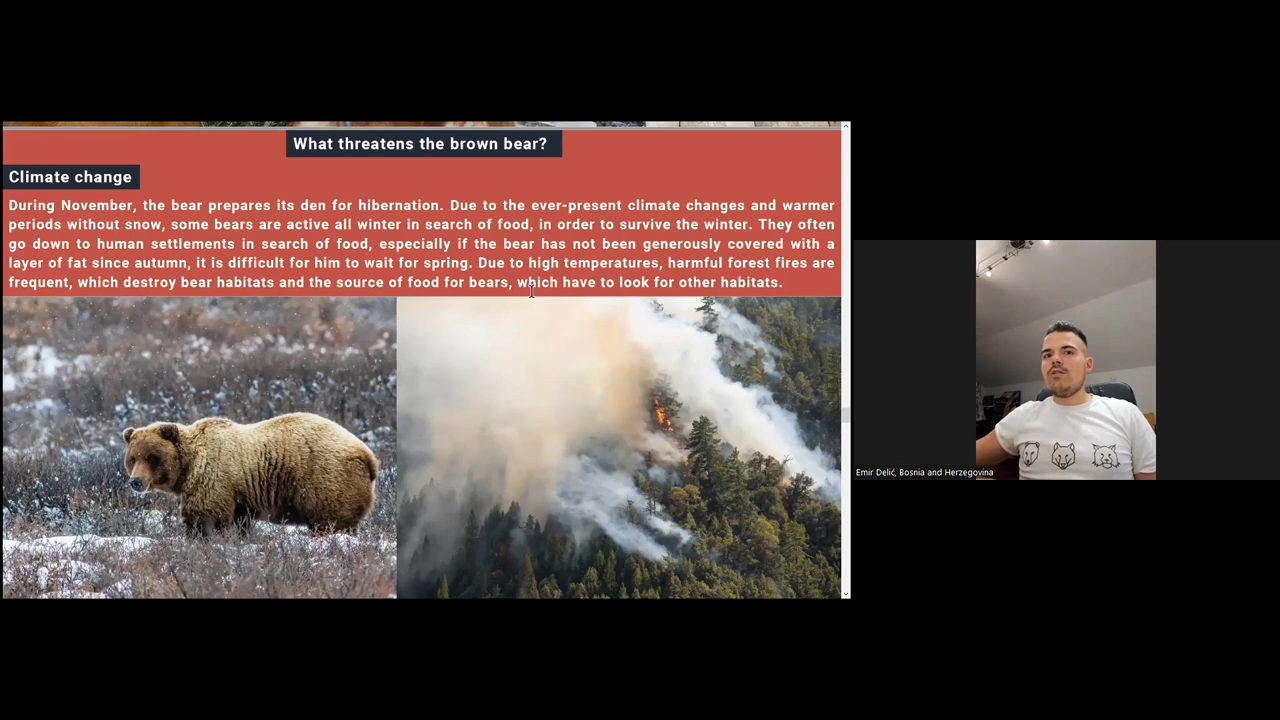 What threatens the brown bear?
Climate change
During November, the bear prepares its den for hibernation. Due to the ever-present climate changes and warmer
periods without snow, some bears are active all winter in search of food, in order to survive the winter. They often
go down to human settlements in search of food, especially if the bear has not been generously covered with a
layer of fat since autumn, it is difficult for him to wait for spring. Due to high temperatures, harmful forest fires are
frequent, which destroy bear habitats and the source of food for bears, which have to look for other habitats.
Emir Delić, Bosnia and Herzegovina